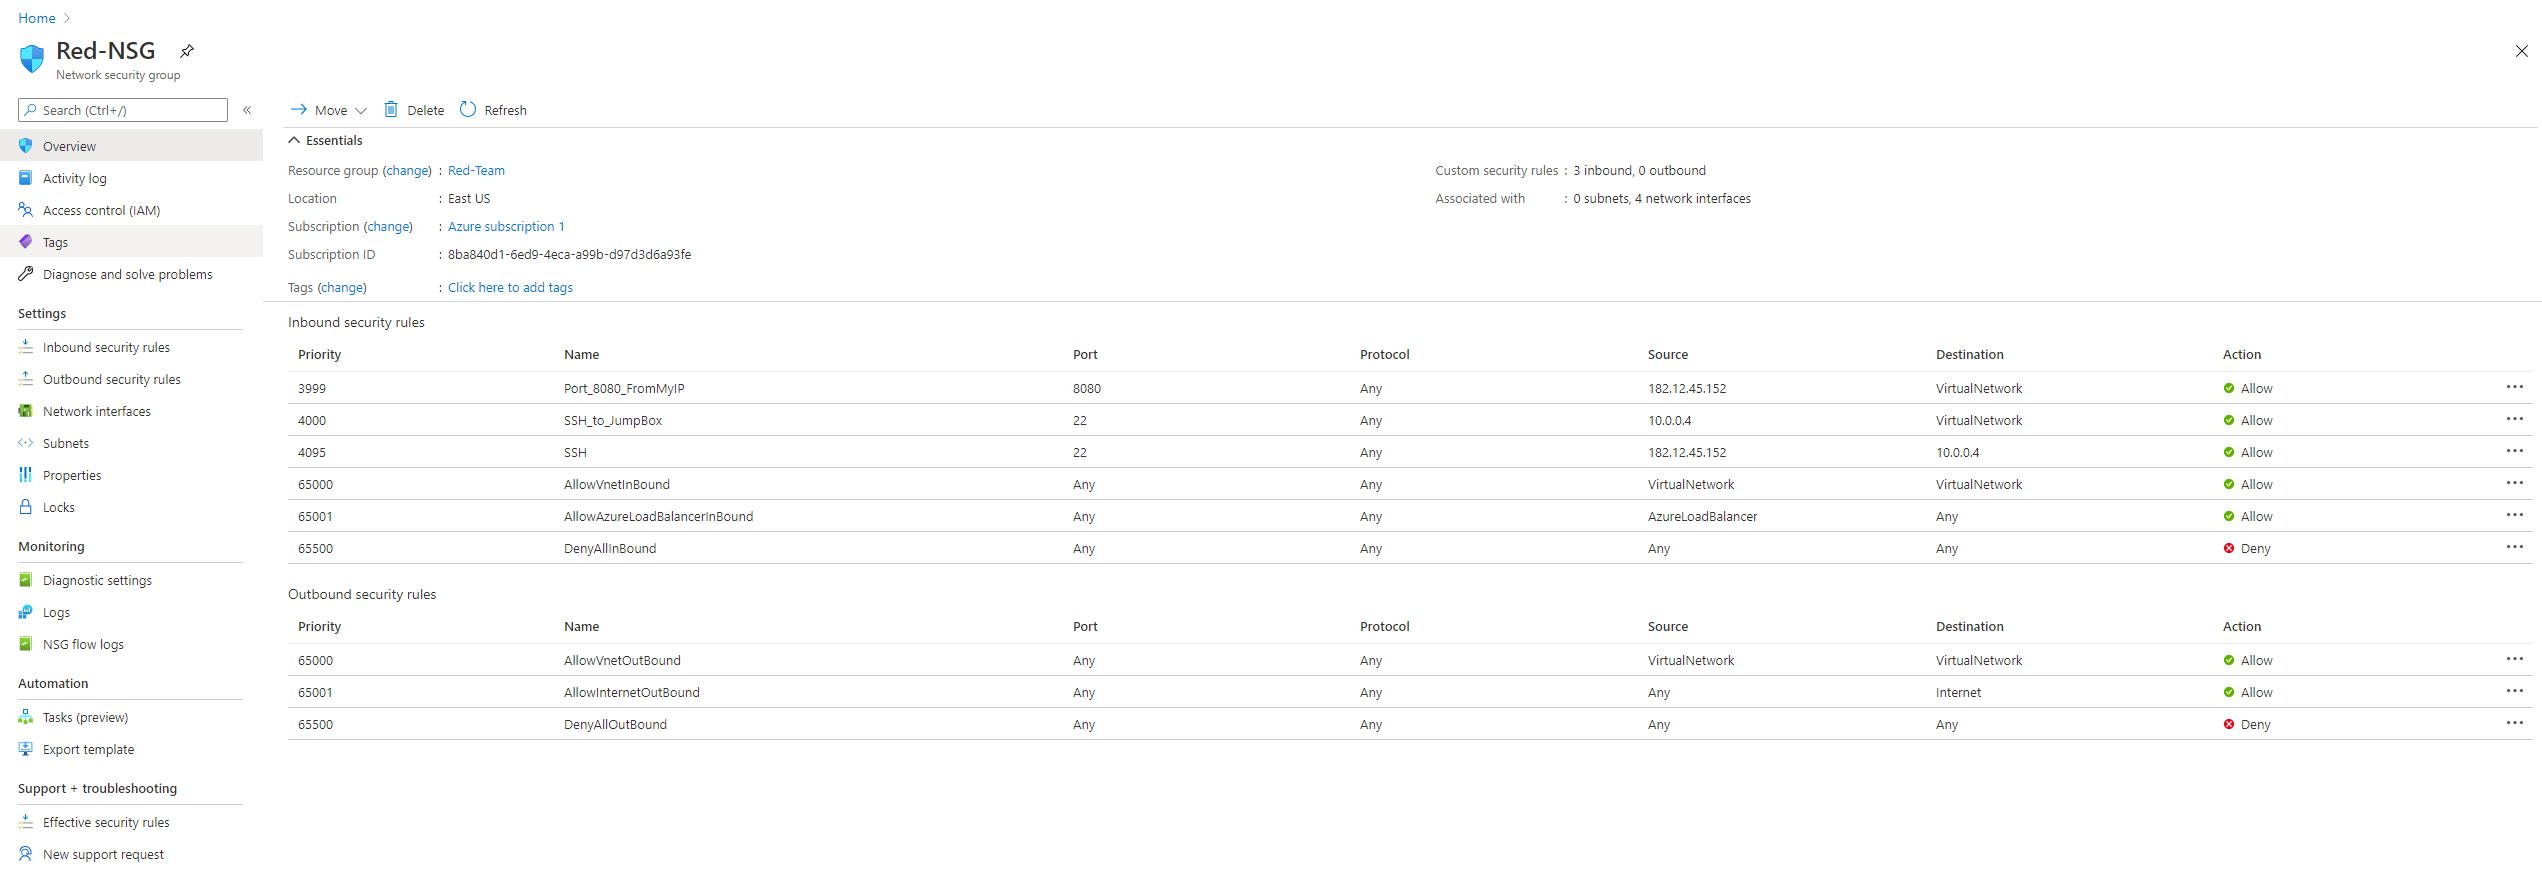 Home
Red-NSG
Network security group
Search (Ctrl+/)
Overview
Activity log
Access control (IAM)
Tags
Diagnose and solve problems
Settings
Inbound security rules
Outbound security rules
Network interfaces
Subnets
Properties
Locks
Monitoring
Diagnostic settings
Logs
NSG flow logs
Automation
Tasks (preview)
Export template
Support + troubleshooting
Effective security rules
New support request
Move Delete Refresh
Essentials
Resource group (change) : Red-Team
Location : East US
Subscription (change) : Azure subscription 1
Subscription ID : 8ba840d1-6ed9-4eca-a99b-d97d3d6a93fe
Tags (change) : Click here to add tags
Custom security rules : 3 inbound, 0 outbound
Associated with : 0 subnets, 4 network interfaces
Inbound security rules
Priority Name Port Protocol Source Destination Action
3999 Port_8080_FromMyIP 8080 Any 182.12.45.152 VirtualNetwork Allow
4000 SSH_to_JumpBox 22 Any 10.0.0.4 VirtualNetwork Allow
4095 SSH 22 Any 182.12.45.152 10.0.0.4 Allow
65000 AllowVnetInBound Any Any VirtualNetwork VirtualNetwork Allow
65001 AllowAzureLoadBalancerInBound Any Any AzureLoadBalancer Any Allow
65500 DenyAllInBound Any Any Any Any Deny
Outbound security rules
Priority Name Port Protocol Source Destination Action
65000 AllowVnetOutBound Any Any VirtualNetwork VirtualNetwork Allow
65001 AllowInternetOutBound Any Any Any Internet Allow
65500 DenyAllOutBound Any Any Any Any Deny